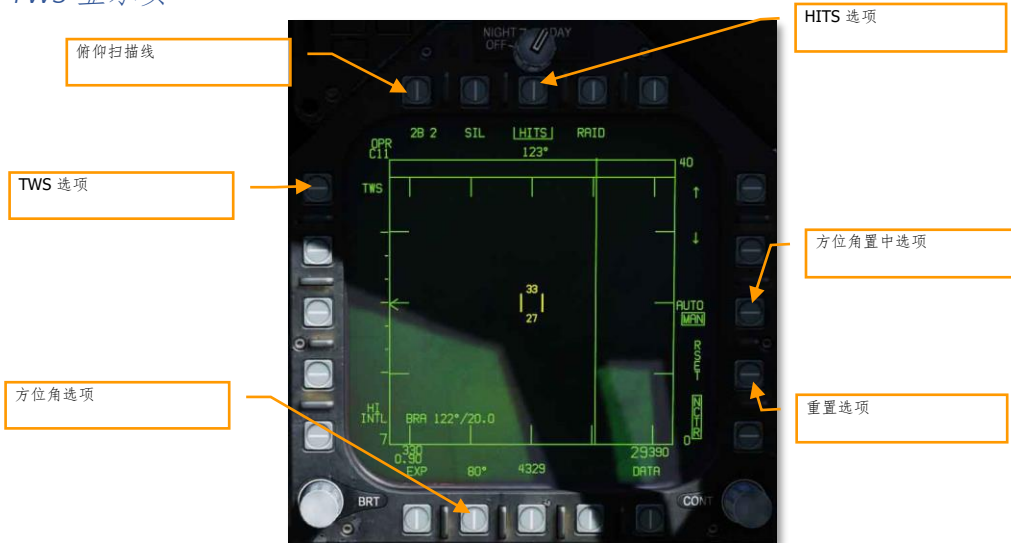 TWS 显示页
HITS 选项
俯仰扫描线
NIGHT DAY
OFF
2B 2 SIL HITS RAID
OPR
C11 123°
40
TWS 选项
TWS
方位角置中选项
33
27
AUTO
MAN
RSET
方位角选项
重置选项
HI
INTL BRA 122°/20.0
NCTR
7 0
330 29390
0.90
EXP 80° 4329 DATA
BRT CONT